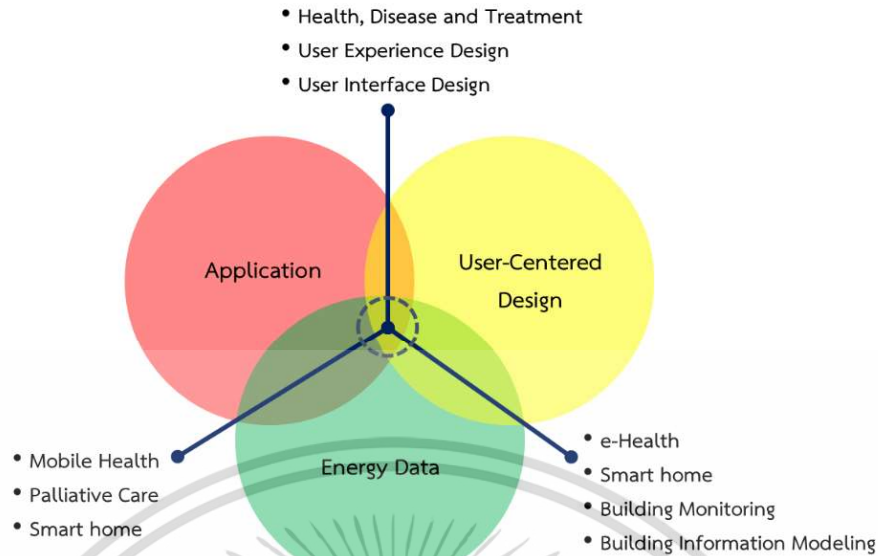 • Health, Disease and Treatment
• User Experience Design
• User Interface Design
Application
User-Centered
Design
Energy Data
• Mobile Health
• Palliative Care
• Smart home
• e-Health
• Smart home
• Building Monitoring
• Building Information Modeling